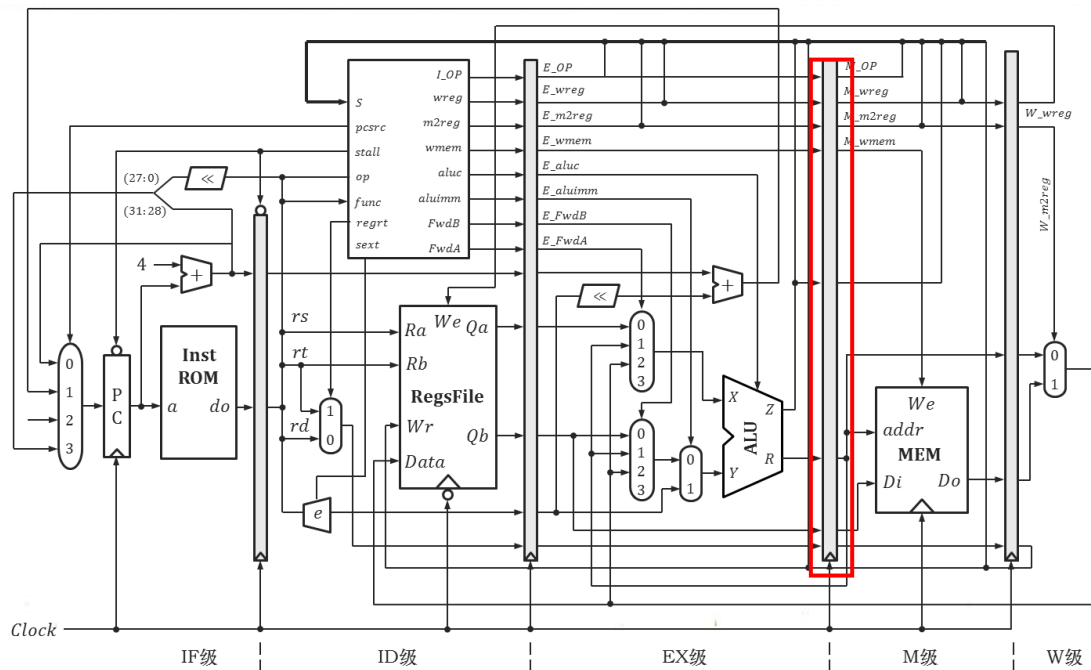 I_OP
S
wreg
pcsrc
m2reg
stall
wmem
op
aluc
func
aluimm
regrt
FwdB
sext
FwdA
E_OP
E_wreg
E_m2reg
E_wmem
E_aluc
E_aluimm
E_FwdB
E_FwdA
M_OP
M_wreg
M_m2reg
M_wmem
W_wreg
W_m2reg
(27:0)
≪
(31:28)
4
+
≪
+
0
1
2
3
P
C
Inst
ROM
a
do
rs
rt
rd
1
0
e
We
Qa
Ra
Rb
RegsFile
Wr
Qb
Data
0
1
2
3
0
1
2
3
0
1
X
Z
ALU
R
Y
We
addr
MEM
Di
Do
0
1
Clock
IF级
ID级
EX级
M级
W级